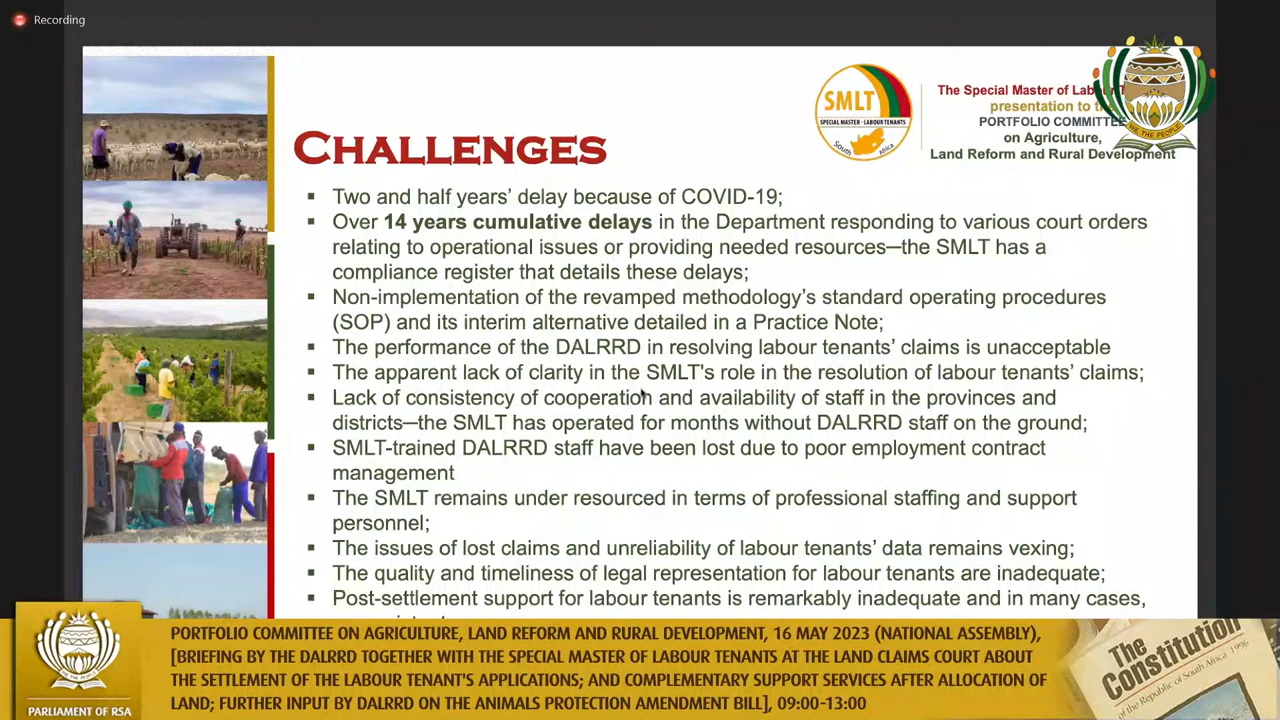 Recording
SMLT
SPECIAL MASTER - LABOUR TENANTS
South Africa
The Special Master of Labour
presentation to the
PORTFOLIO COMMITTEE
on Agriculture,
Land Reform and Rural Development
WE THE PEOPLE
CHALLENGES
▪ Two and half years’ delay because of COVID-19;
▪ Over 14 years cumulative delays in the Department responding to various court orders
relating to operational issues or providing needed resources—the SMLT has a
compliance register that details these delays;
▪ Non-implementation of the revamped methodology’s standard operating procedures
(SOP) and its interim alternative detailed in a Practice Note;
▪ The performance of the DALRRD in resolving labour tenants’ claims is unacceptable
▪ The apparent lack of clarity in the SMLT's role in the resolution of labour tenants’ claims;
▪ Lack of consistency of cooperation and availability of staff in the provinces and
districts—the SMLT has operated for months without DALRRD staff on the ground;
▪ SMLT-trained DALRRD staff have been lost due to poor employment contract
management
▪ The SMLT remains under resourced in terms of professional staffing and support
personnel;
▪ The issues of lost claims and unreliability of labour tenants’ data remains vexing;
▪ The quality and timeliness of legal representation for labour tenants are inadequate;
▪ Post-settlement support for labour tenants is remarkably inadequate and in many cases,
PORTFOLIO COMMITTEE ON AGRICULTURE, LAND REFORM AND RURAL DEVELOPMENT, 16 MAY 2023 (NATIONAL ASSEMBLY),
[BRIEFING BY THE DALRRD TOGETHER WITH THE SPECIAL MASTER OF LABOUR TENANTS AT THE LAND CLAIMS COURT ABOUT
THE SETTLEMENT OF THE LABOUR TENANT'S APPLICATIONS; AND COMPLEMENTARY SUPPORT SERVICES AFTER ALLOCATION OF
LAND; FURTHER INPUT BY DALRRD ON THE ANIMALS PROTECTION AMENDMENT BILL], 09:00-13:00
WE THE PEOPLE
PARLIAMENT OF RSA
The
Constitution
of the Republic of South Africa, 1996